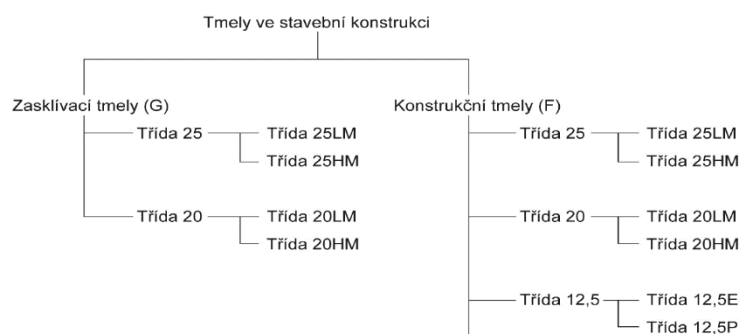 Tmely ve stavební konstrukci
Zasklívací tmely (G)
Konstrukční tmely (F)
Třída 25
Třída 25LM
Třída 25HM
Třída 20
Třída 20LM
Třída 20HM
Třída 25
Třída 25LM
Třída 25HM
Třída 20
Třída 20LM
Třída 20HM
Třída 12,5
Třída 12,5E
Třída 12,5P